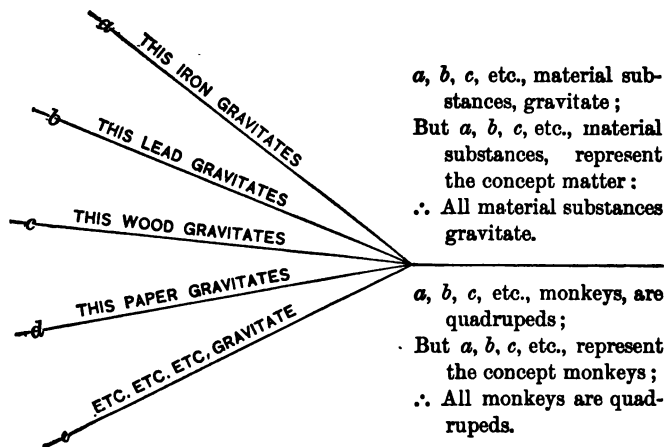 a
THIS IRON GRAVITATES
b
THIS LEAD GRAVITATES
c
THIS WOOD GRAVITATES
d
THIS PAPER GRAVITATES
e
ETC. ETC. ETC, GRAVITATE
a, b, c, etc., material sub-
stances, gravitate ;
But a, b, c, etc., material
substances, represent
the concept matter :
∴ All material substances
gravitate.
a, b, c, etc., monkeys, are
quadrupeds ;
But a, b, c, etc., represent
the concept monkeys ;
∴ All monkeys are quad-
rupeds.